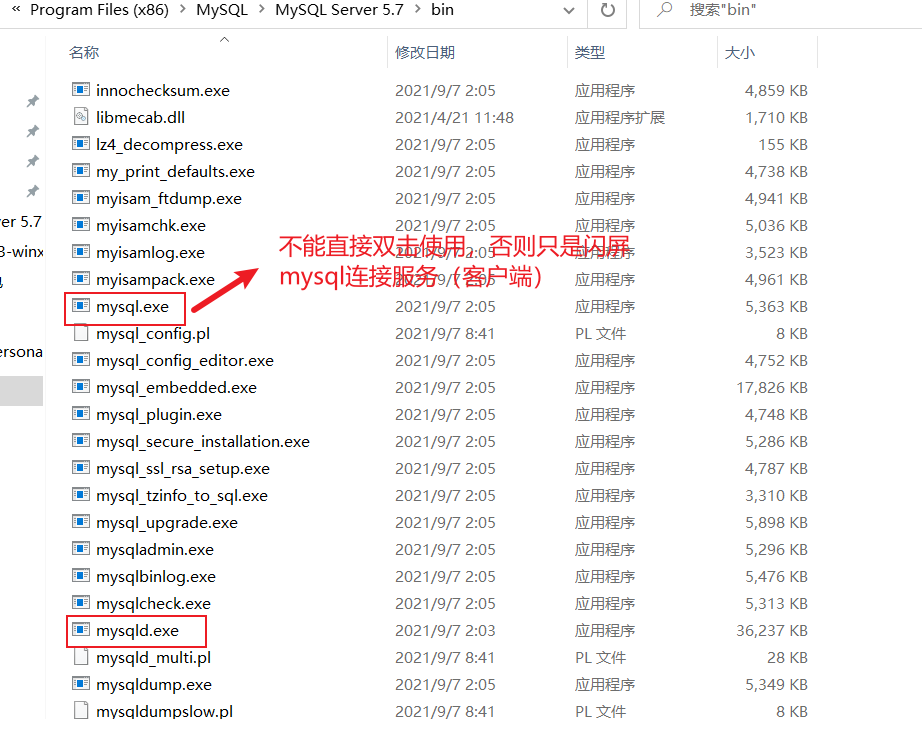 « Program Files (x86) > MySQL > MySQL Server 5.7 > bin 搜索"bin"
名称 修改日期 类型 大小
innochecksum.exe 2021/9/7 2:05 应用程序 4,859 KB
libmecab.dll 2021/4/21 11:48 应用程序扩展 1,710 KB
lz4_decompress.exe 2021/9/7 2:05 应用程序 155 KB
my_print_defaults.exe 2021/9/7 2:05 应用程序 4,738 KB
myisam_ftdump.exe 2021/9/7 2:05 应用程序 4,941 KB
myisamchk.exe 2021/9/7 2:05 应用程序 5,036 KB
不能直接双击使用，否则只是闪屏
myisamlog.exe 2021/9/7 2:05 应用程序 3,523 KB
mysql连接服务（客户端）
myisampack.exe 2021/9/7 2:05 应用程序 4,961 KB
mysql.exe 2021/9/7 2:05 应用程序 5,363 KB
mysql_config.pl 2021/9/7 8:41 PL 文件 8 KB
mysql_config_editor.exe 2021/9/7 2:05 应用程序 4,752 KB
mysql_embedded.exe 2021/9/7 2:05 应用程序 17,826 KB
mysql_plugin.exe 2021/9/7 2:05 应用程序 4,748 KB
mysql_secure_installation.exe 2021/9/7 2:05 应用程序 5,286 KB
mysql_ssl_rsa_setup.exe 2021/9/7 2:05 应用程序 4,787 KB
mysql_tzinfo_to_sql.exe 2021/9/7 2:05 应用程序 3,310 KB
mysql_upgrade.exe 2021/9/7 2:05 应用程序 5,898 KB
mysqladmin.exe 2021/9/7 2:05 应用程序 5,296 KB
mysqlbinlog.exe 2021/9/7 2:05 应用程序 5,476 KB
mysqlcheck.exe 2021/9/7 2:05 应用程序 5,313 KB
mysqld.exe 2021/9/7 2:03 应用程序 36,237 KB
mysqld_multi.pl 2021/9/7 8:41 PL 文件 28 KB
mysqldump.exe 2021/9/7 2:05 应用程序 5,349 KB
mysqldumpslow.pl 2021/9/7 8:41 PL 文件 8 KB
er 5.7
3-winx
ersona